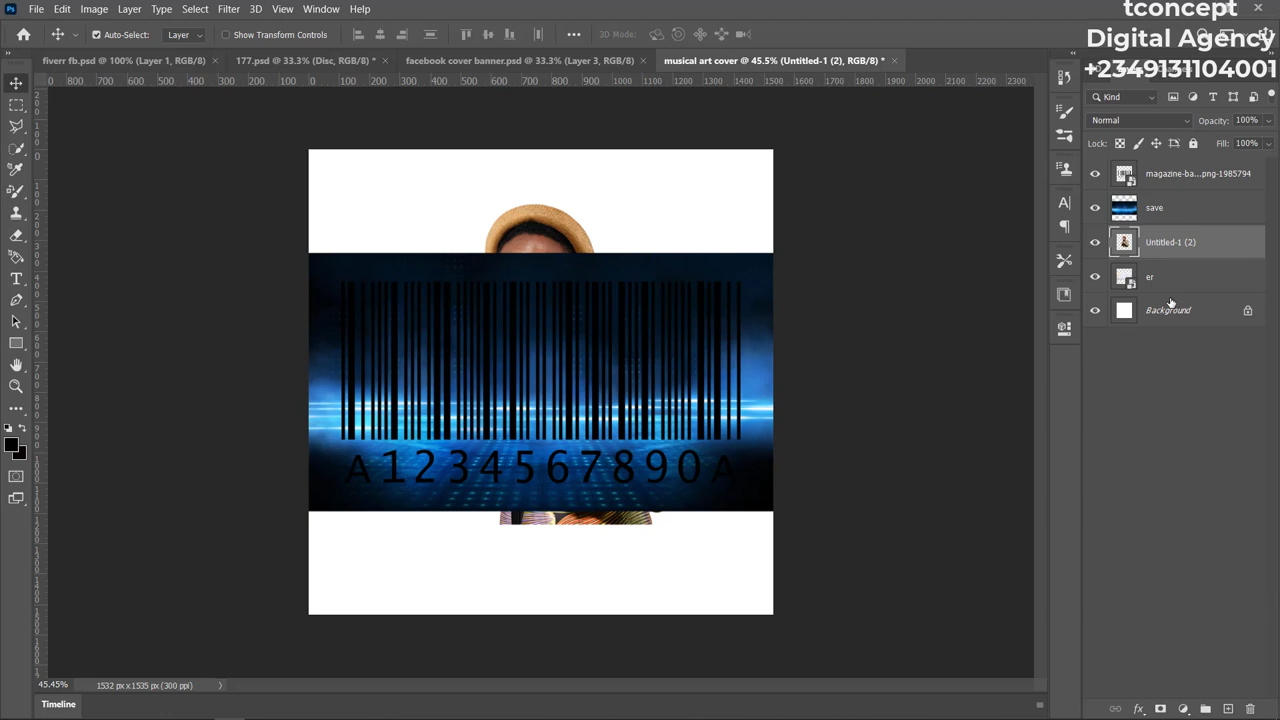 tconcept
Digital Agency
+2349131104001
File Edit Image Layer Type Select Filter 3D View Window Help
Auto-Select: Layer Show Transform Controls 3D Mode:
fiverr fb.psd @ 100% (Layer 1, RGB/8) × 177.psd @ 33.3% (Disc, RGB/8) * × facebook cover banner.psd @ 33.3% (Layer 3, RGB/8) × musical art cover @ 45.5% (Untitled-1 (2), RGB/8) * ×
Kind
Normal Opacity: 100%
Lock: Fill: 100%
magazine-ba...png-1985794
save
Untitled-1 (2)
er
Background
A1234567890A
45.45% 1532 px x 1535 px (300 ppi)
Timeline